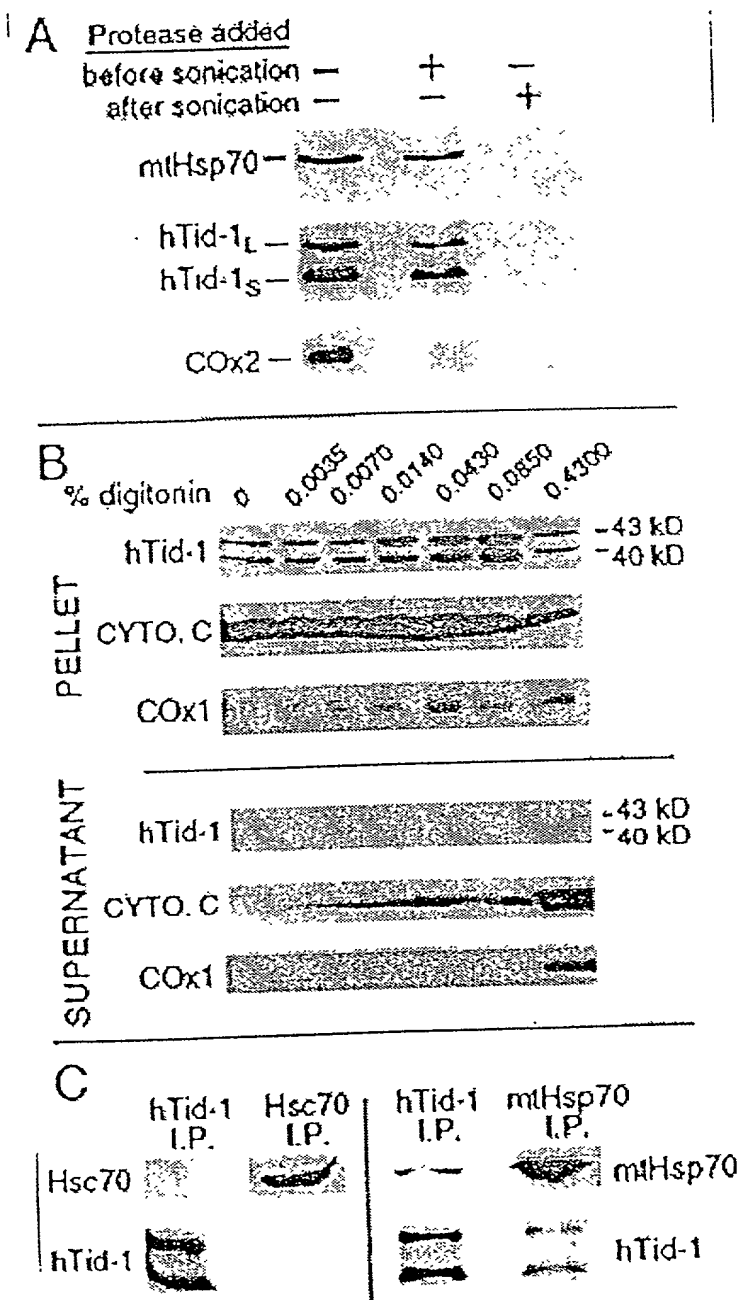 A Protease added
before sonication – + –
after sonication – – +
mtHsp70 –
hTid-1L –
hTid-1S –
COx2 –
B
% digitonin 0 0.0035 0.0070 0.0140 0.0430 0.0850 0.4300
PELLET
hTid-1 -43 kD
-40 kD
CYTO. C
COx1
SUPERNATANT
hTid-1 -43 kD
-40 kD
CYTO. C
COx1
C
hTid-1 I.P. Hsc70 I.P. hTid-1 I.P. mtHsp70 I.P.
Hsc70 mtHsp70
hTid-1 hTid-1